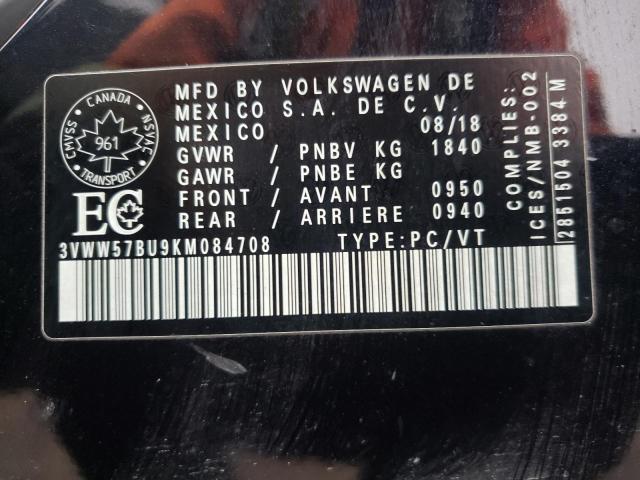 CANADA
CMVSS
NSVAC
961
TRANSPORT
EC
MFD BY VOLKSWAGEN DE
MEXICO S.A. DE C.V.
MEXICO 08/18
GVWR / PNBV KG 1840
GAWR / PNBE KG
FRONT / AVANT 0950
REAR / ARRIERE 0940
3VWW57BU9KM084708 TYPE:PC/VT
COMPLIES:
ICES/NMB-002
2851504 3384 M